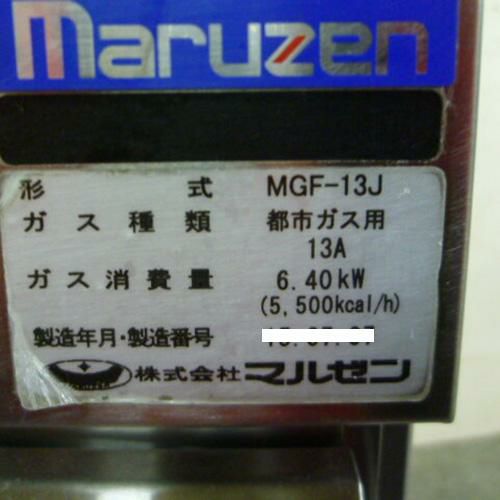 maruzen
形式 MGF-13J
ガス種類 都市ガス用
13A
ガス消費量 6.40kW
(5,500kcal/h)
製造年月・製造番号
株式会社マルゼン